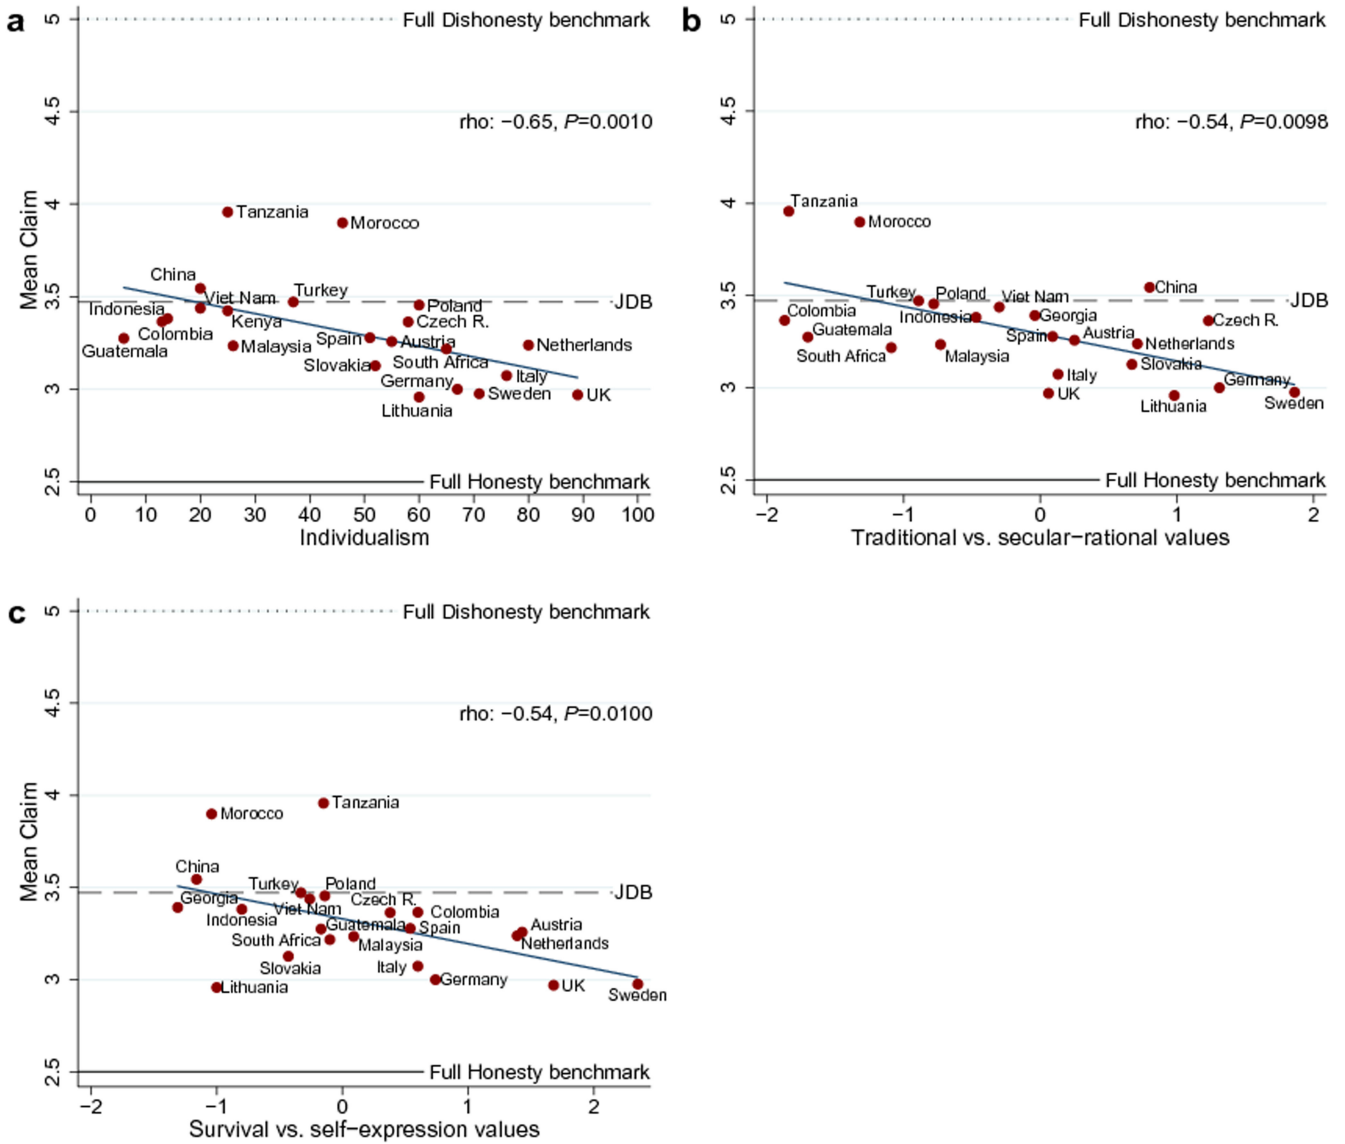 a
Full Dishonesty benchmark
rho: −0.65, P=0.0010
5
4.5
4
3.5
3
2.5
Mean Claim
Tanzania
Morocco
China
Turkey
Viet Nam
JDB
Indonesia
Poland
Kenya
Czech R.
Colombia
Spain
Austria
Guatemala
Malaysia
Netherlands
South Africa
Slovakia
Italy
Germany
Sweden
UK
Lithuania
Full Honesty benchmark
0 10 20 30 40 50 60 70 80 90 100
Individualism
b
Full Dishonesty benchmark
rho: −0.54, P=0.0098
5
4.5
4
3.5
3
2.5
Tanzania
Morocco
China
Turkey
Poland
Viet Nam
JDB
Colombia
Indonesia
Georgia
Czech R.
Guatemala
Spain
Austria
Netherlands
South Africa
Malaysia
Slovakia
Italy
Germany
UK
Lithuania
Sweden
Full Honesty benchmark
−2 −1 0 1 2
Traditional vs. secular−rational values
c
Full Dishonesty benchmark
rho: −0.54, P=0.0100
5
4.5
4
3.5
3
2.5
Mean Claim
Tanzania
Morocco
China
Turkey
Poland
JDB
Georgia
Viet Nam
Czech R.
Indonesia
Colombia
Guatemala
Spain
Austria
South Africa
Malaysia
Netherlands
Slovakia
Italy
Germany
Lithuania
UK
Sweden
Full Honesty benchmark
−2 −1 0 1 2
Survival vs. self−expression values